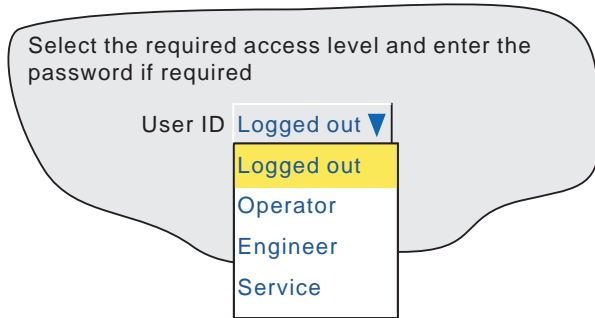 Select the required access level and enter the
password if required
User ID Logged out
Logged out
Operator
Engineer
Service